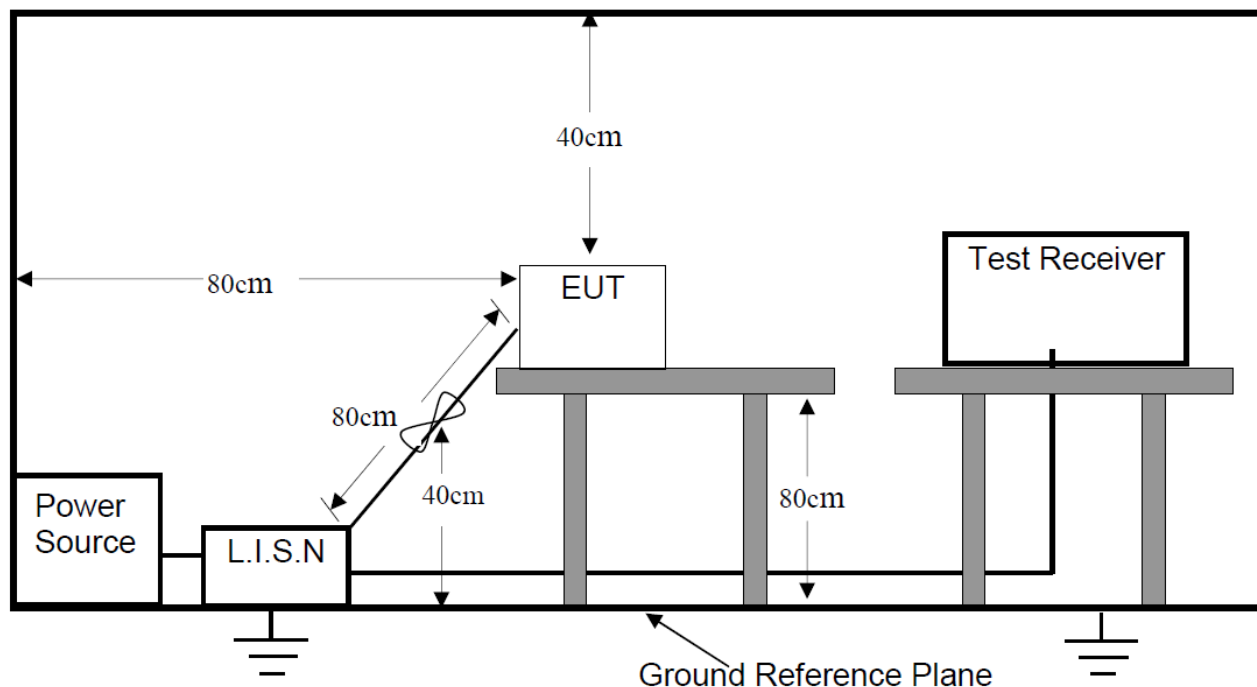 40cm
80cm
EUT
Test Receiver
80cm
40cm
80cm
Power
Source
L.I.S.N
Ground Reference Plane